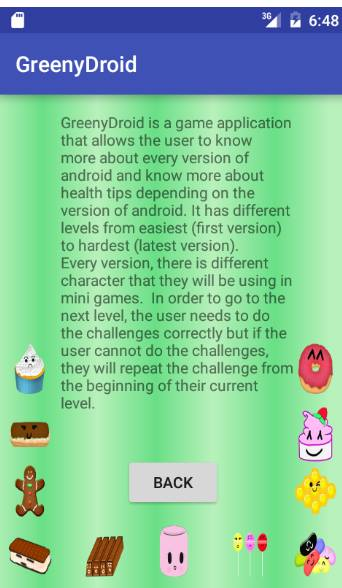 3G 6:48
GreenyDroid
GreenyDroid is a game application
that allows the user to know
more about every version of
android and know more about
health tips depending on the
version of android. It has different
levels from easiest (first version)
to hardest (latest version).
Every version, there is different
character that they will be using in
mini games.  In order to go to the
next level, the user needs to do
the challenges correctly but if the
user cannot do the challenges,
they will repeat the challenge from
the beginning of their current
level.
BACK